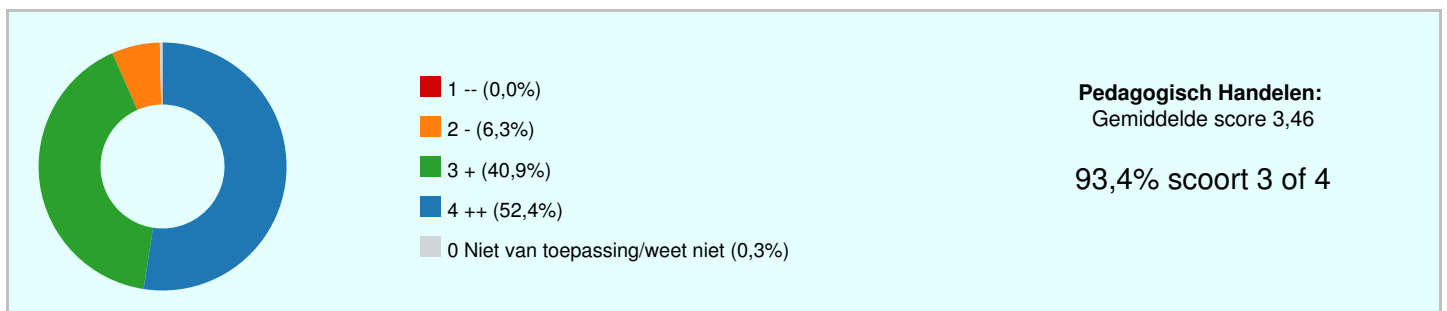 1 -- (0,0%)
2 - (6,3%)
3 + (40,9%)
4 ++ (52,4%)
0 Niet van toepassing/weet niet (0,3%)
Pedagogisch Handelen:
Gemiddelde score 3,46
93,4% scoort 3 of 4